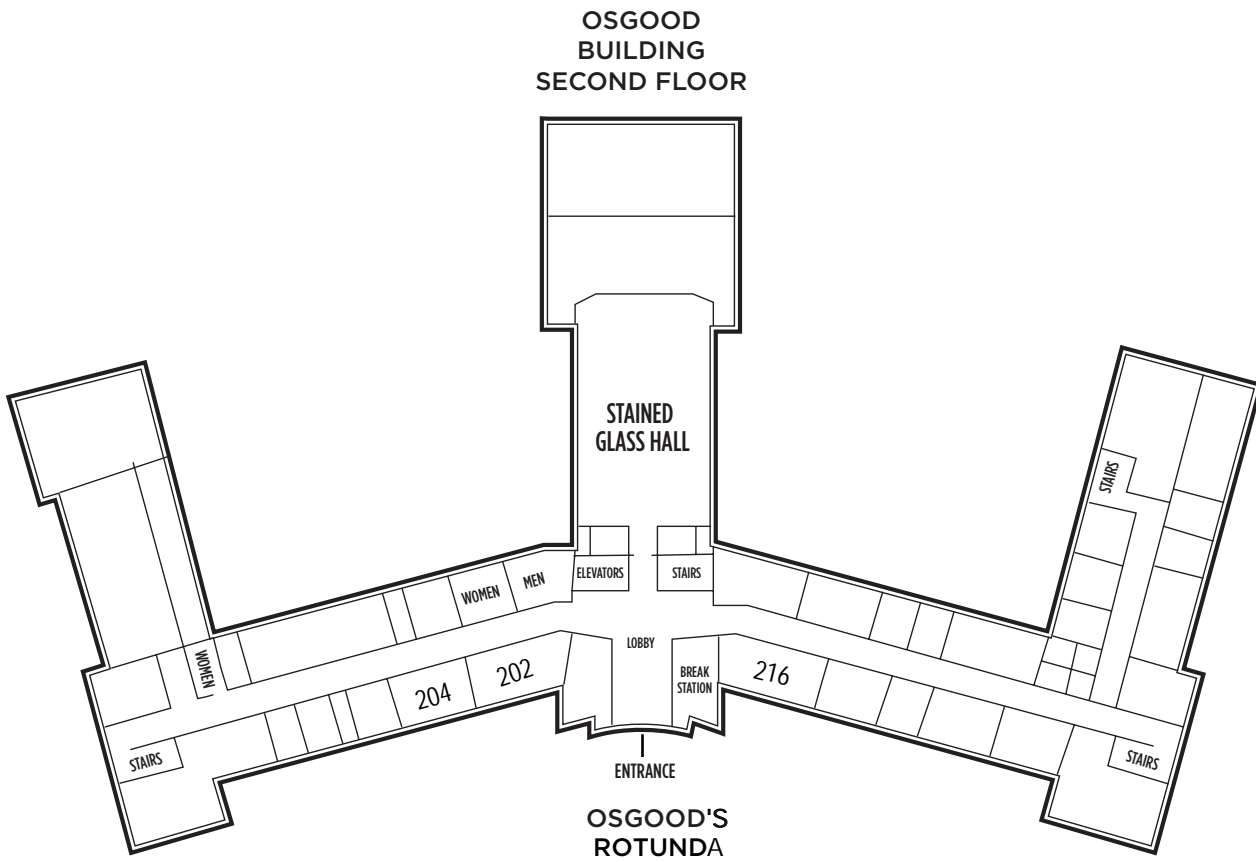 OSGOOD
BUILDING
SECOND FLOOR
STAINED
GLASS HALL
STAIRS
ELEVATORS
STAIRS
MEN
WOMEN
WOMEN
LOBBY
BREAK
STATION
202
204
216
STAIRS
STAIRS
ENTRANCE
OSGOOD'S
ROTUNDA